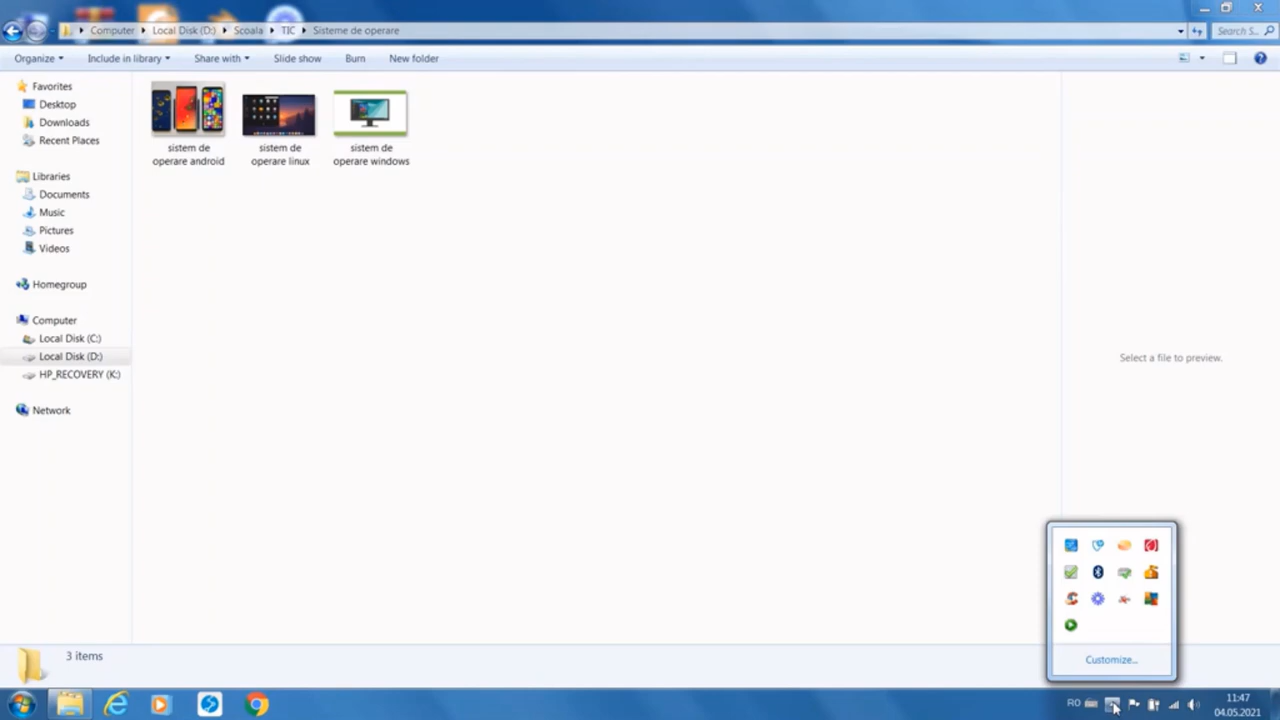 Computer Local Disk (D:) Scoala TIC Sisteme de operare
Search S...
Organize Include in library Share with Slide show Burn New folder
Favorites
Desktop
Downloads
Recent Places
Libraries
Documents
Music
Pictures
Videos
Homegroup
Computer
Local Disk (C:)
Local Disk (D:)
HP_RECOVERY (K:)
Network
sistem de
operare android
sistem de
operare linux
sistem de
operare windows
Select a file to preview.
3 items
Customize...
RO
11:47
04.05.2021